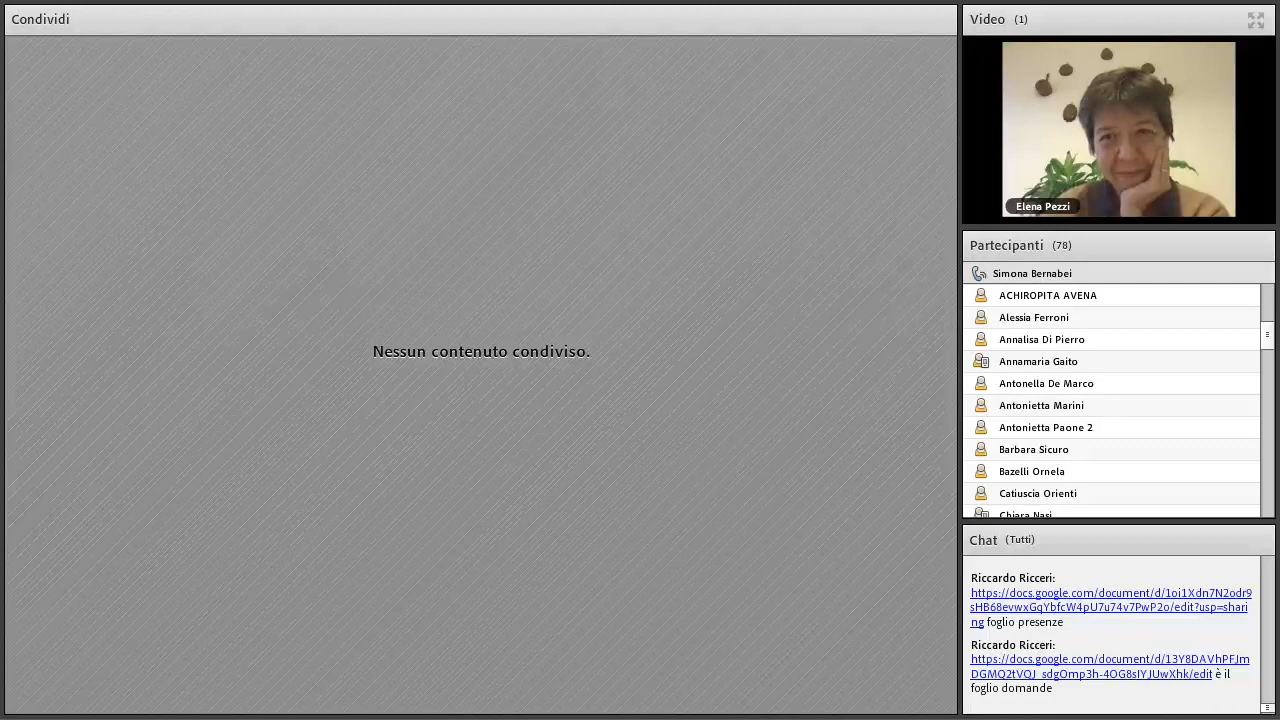 Condividi
Nessun contenuto condiviso.
Video (1)
Elena Pezzi
Partecipanti (78)
Simona Bernabei
ACHIROPITA AVENA
Alessia Ferroni
Annalisa Di Pierro
Annamaria Gaito
Antonella De Marco
Antonietta Marini
Antonietta Paone 2
Barbara Sicuro
Bazelli Ornela
Catiuscia Orienti
Chiara Nasi
Chat (Tutti)
Riccardo Ricceri:
https://docs.google.com/document/d/1oi1Xdn7N2odr9
sHB68evwxGqYbfcW4pU7u74v7PwP2o/edit?usp=shari
ng foglio presenze
Riccardo Ricceri:
https://docs.google.com/document/d/13Y8DAVhPFJm
DGMQ2tVQJ_sdgOmp3h-4OG8sIYJUwXhk/edit è il
foglio domande